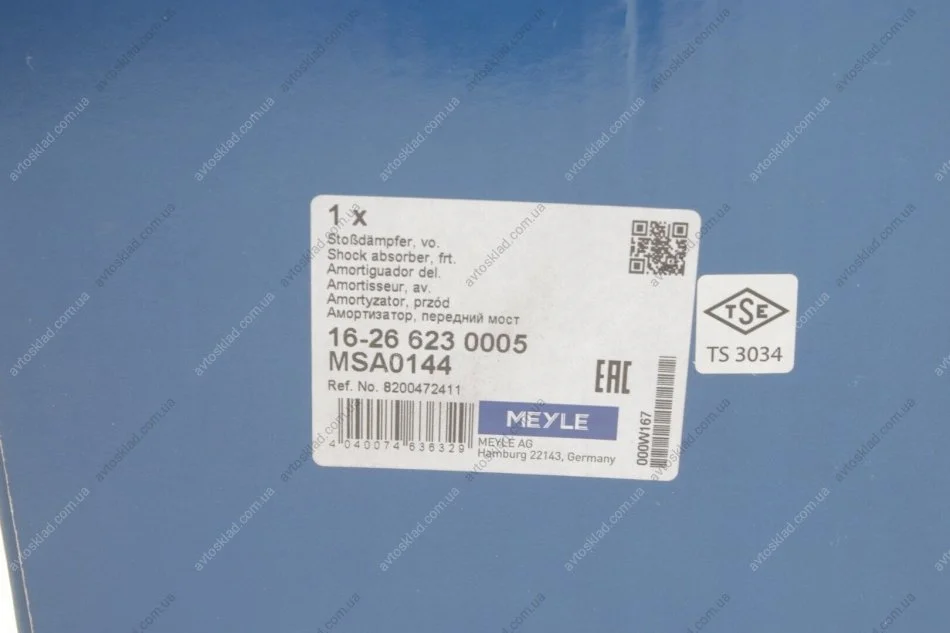 1 x
Stoßdämpfer, vo.
Shock absorber, frt.
Amortiguador del.
Amortisseur, av.
Amortyzator, przód
Амортизатор, передний мост
16-26 623 0005
MSA0144
Ref. No. 8200472411
EAC
4 040074 636329
MEYLE
MEYLE AG
Hamburg 22143, Germany
000W167
TSE
TS 3034
avtosklad.com.ua